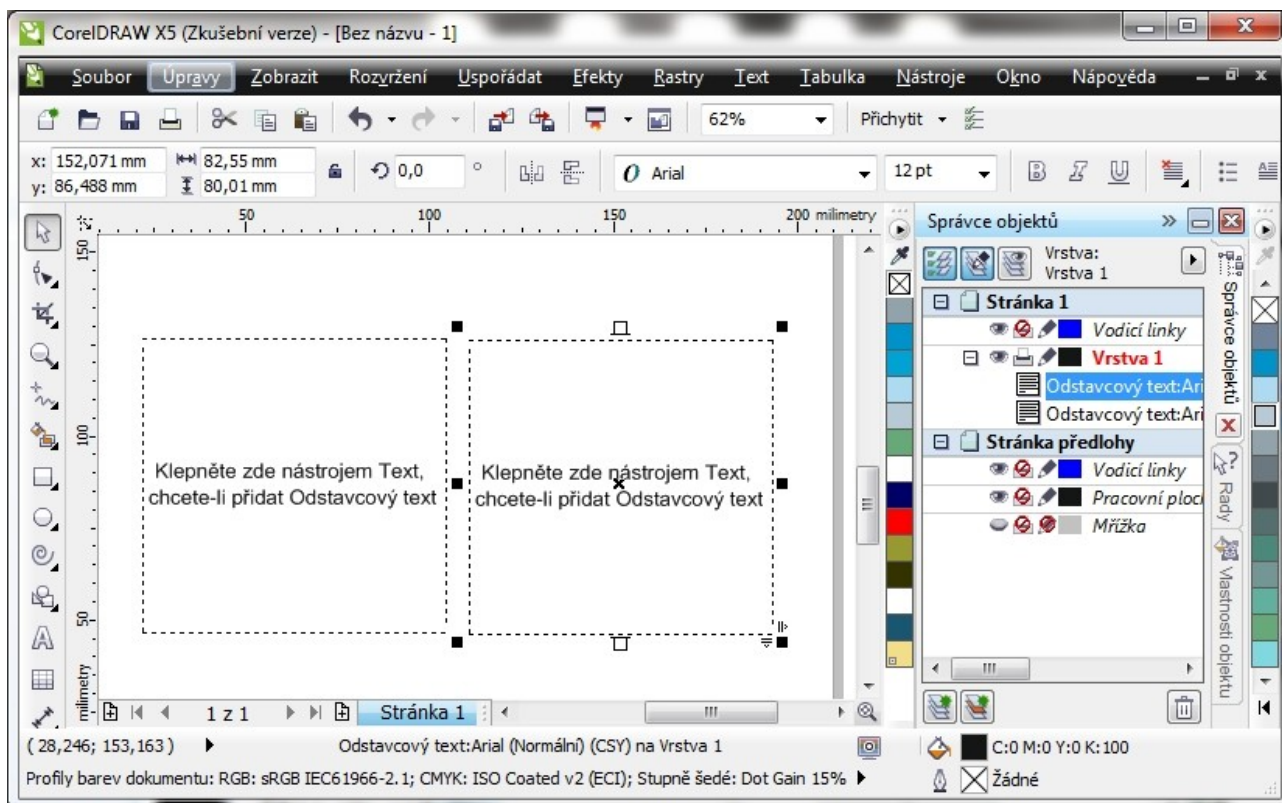 CorelDRAW X5 (Zkušební verze) - [Bez názvu - 1]
Soubor Úpravy Zobrazit Rozvržení Uspořádat Efekty Rastry Text Tabulka Nástroje Okno Nápověda
62% Přichytit
x: 152,071 mm 82,55 mm 0,0 ° Arial 12 pt
y: 86,488 mm 80,01 mm
50 100 150 200 milimetry
150
100
50
milimetry
Klepněte zde nástrojem Text,
chcete-li přidat Odstavcový text
Klepněte zde nástrojem Text,
chcete-li přidat Odstavcový text
Správce objektů
Vrstva:
Vrstva 1
Stránka 1
Vodicí linky
Vrstva 1
Odstavcový text:Ari
Odstavcový text:Ari
Stránka předlohy
Vodicí linky
Pracovní ploc
Mřížka
Správce objektů
Rady
Vlastnosti objektu
1 z 1 Stránka 1
( 28,246; 153,163 ) Odstavcový text:Arial (Normální) (CSY) na Vrstva 1 C:0 M:0 Y:0 K:100
Profily barev dokumentu: RGB: sRGB IEC61966-2.1; CMYK: ISO Coated v2 (ECI); Stupně šedé: Dot Gain 15% Žádné